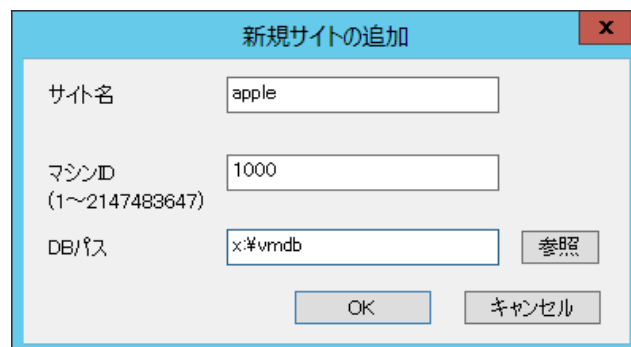 新規サイトの追加
x
サイト名
apple
マシンID
(1～2147483647)
1000
DBパス
x:¥vmdb
参照
OK
キャンセル